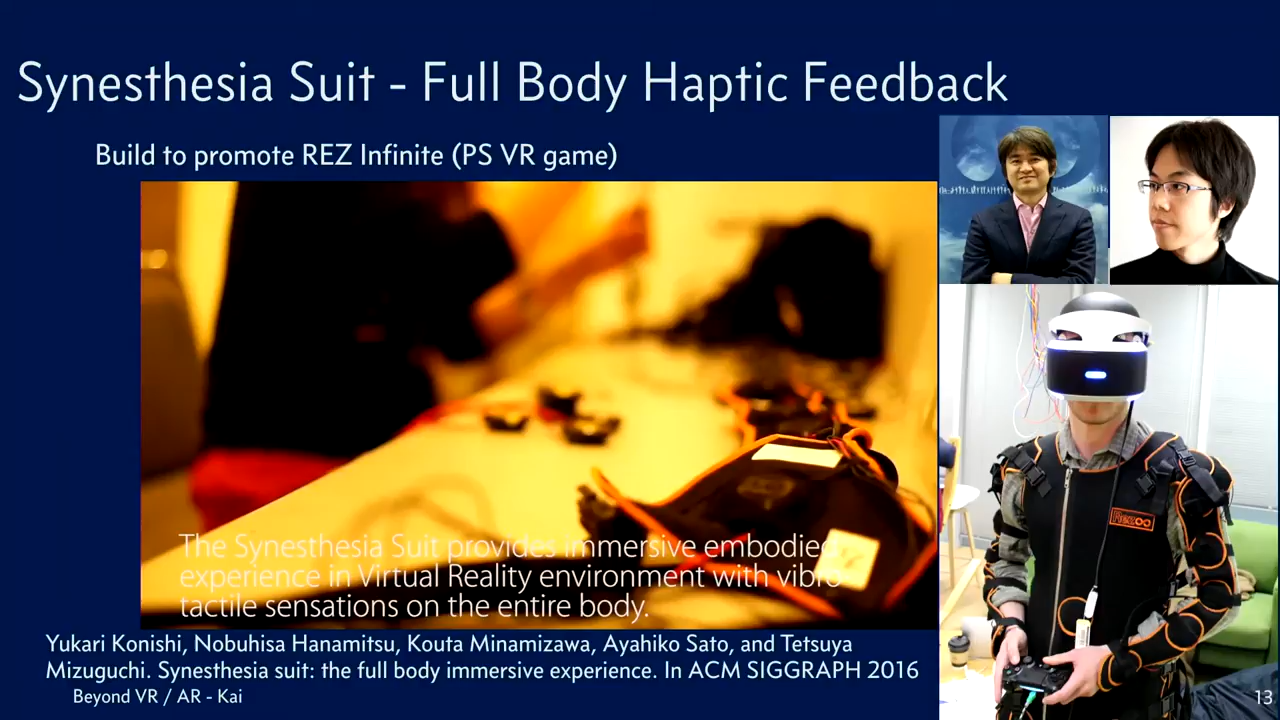 Synesthesia Suit - Full Body Haptic Feedback
Build to promote REZ Infinite (PS VR game)
The Synesthesia Suit provides immersive embodied
experience in Virtual Reality environment with vibro
tactile sensations on the entire body.
Yukari Konishi, Nobuhisa Hanamitsu, Kouta Minamizawa, Ayahiko Sato, and Tetsuya
Mizuguchi. Synesthesia suit: the full body immersive experience. In ACM SIGGRAPH 2016
Beyond VR / AR - Kai
13